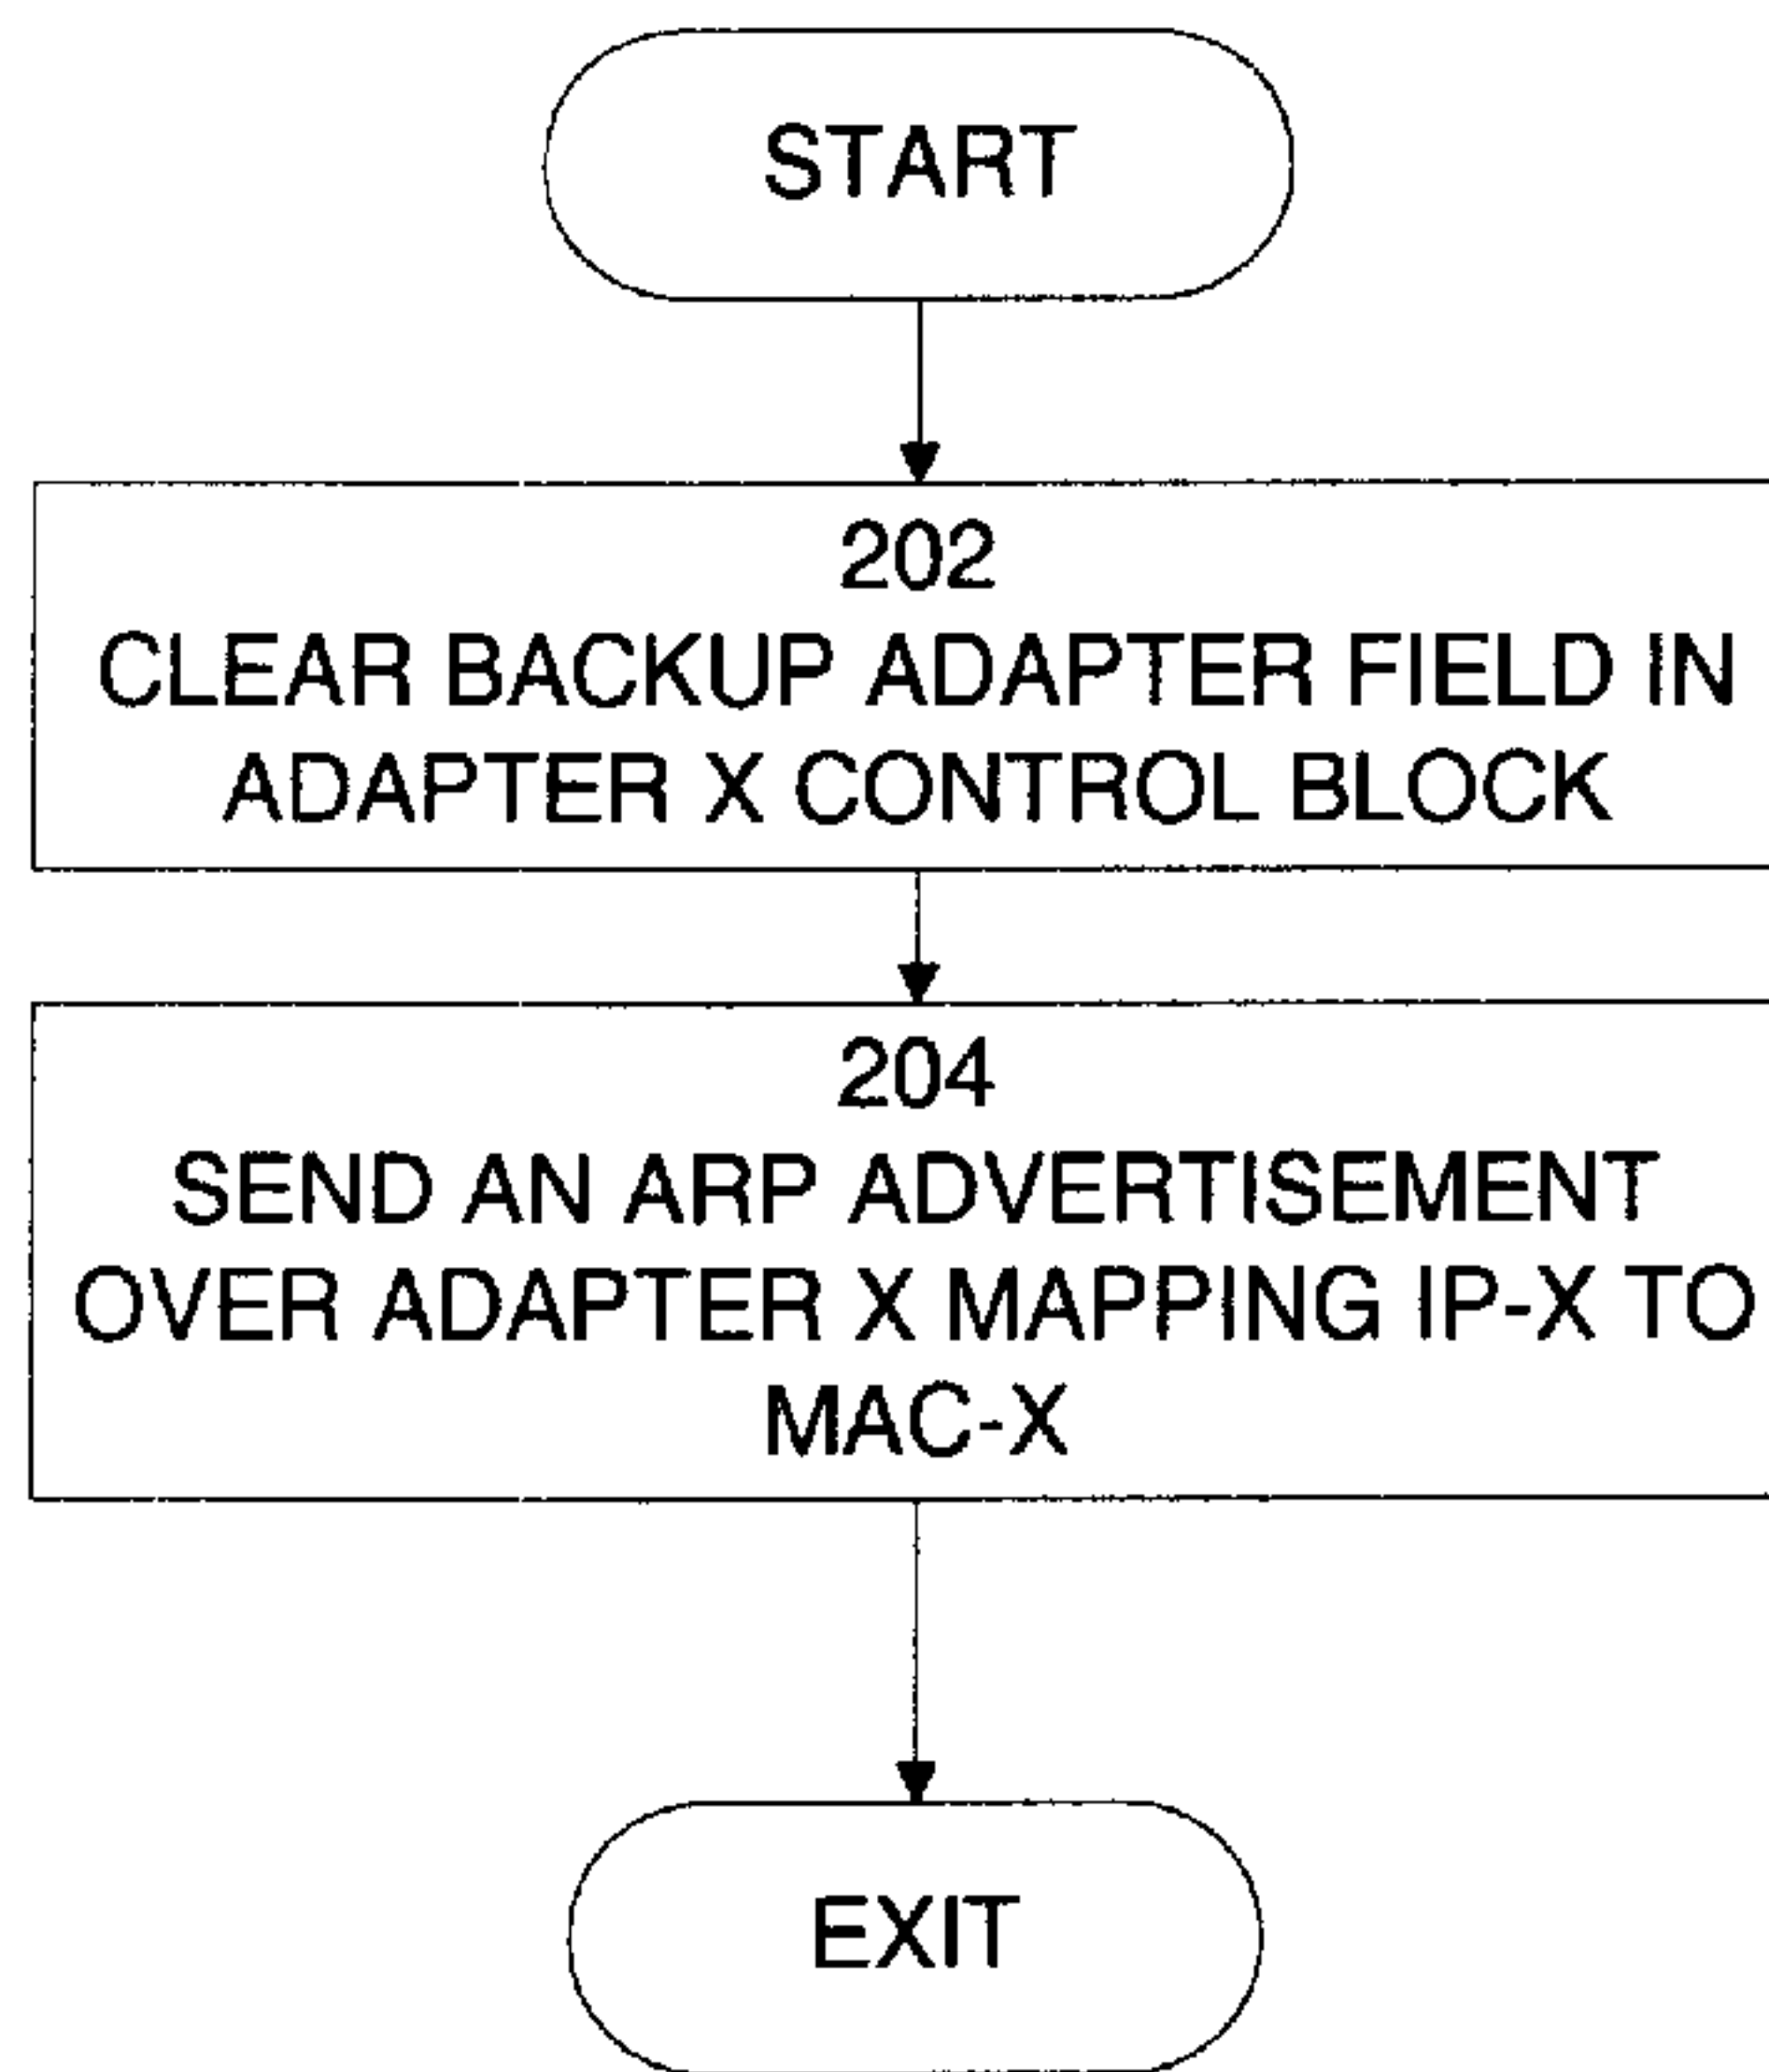 START
202
CLEAR BACKUP ADAPTER FIELD IN
ADAPTER X CONTROL BLOCK
204
SEND AN ARP ADVERTISEMENT
OVER ADAPTER X MAPPING IP-X TO
MAC-X
EXIT